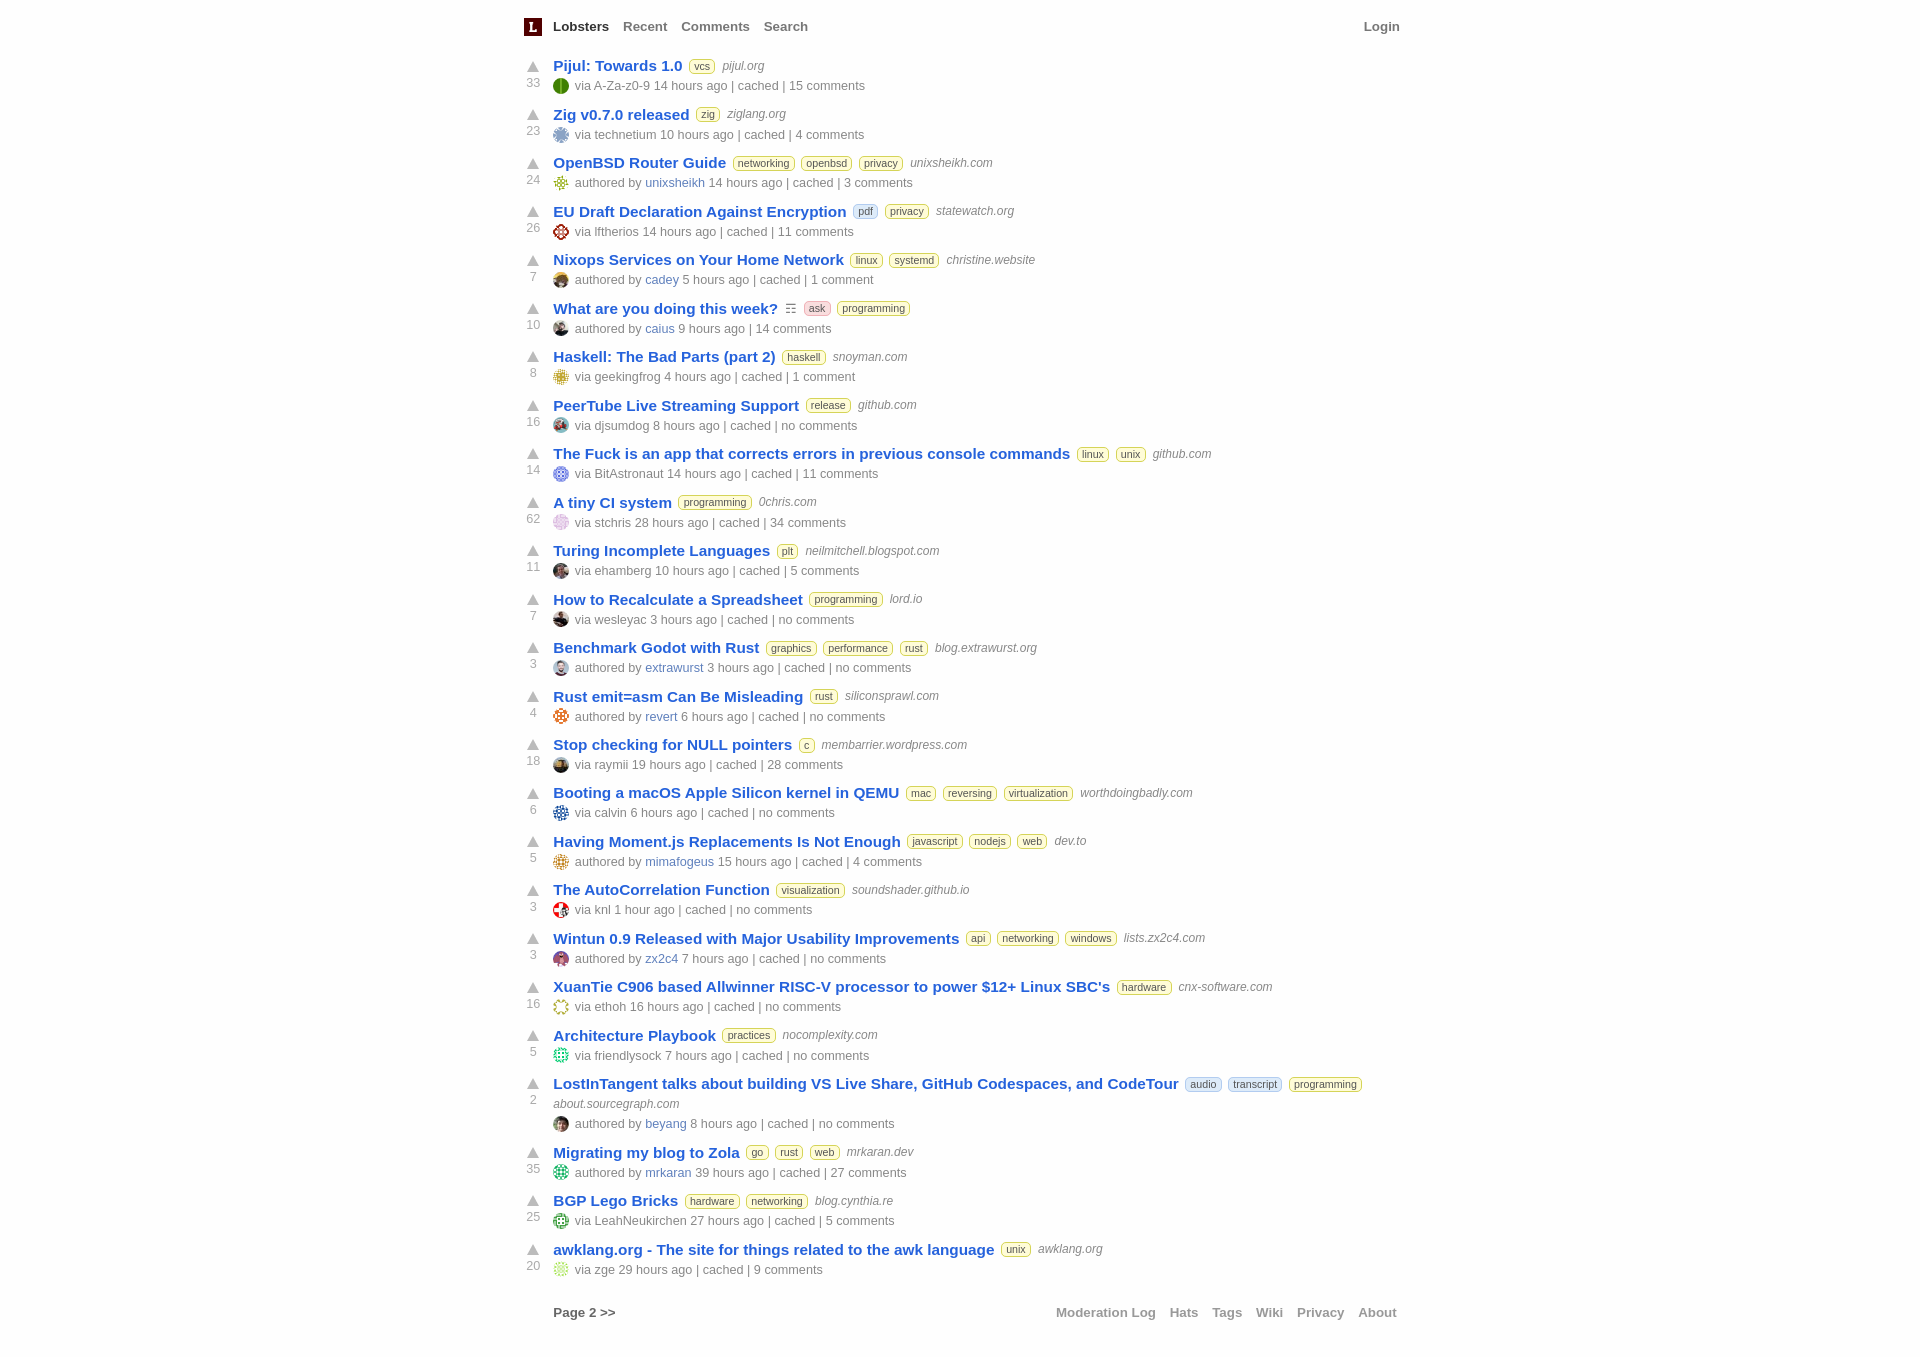 L Lobsters Recent Comments Search Login
Pijul: Towards 1.0 vcs pijul.org
33
via A-Za-z0-9 14 hours ago | cached | 15 comments
Zig v0.7.0 released zig ziglang.org
23
via technetium 10 hours ago | cached | 4 comments
OpenBSD Router Guide networking openbsd privacy unixsheikh.com
24
authored by unixsheikh 14 hours ago | cached | 3 comments
EU Draft Declaration Against Encryption pdf privacy statewatch.org
26
via lftherios 14 hours ago | cached | 11 comments
Nixops Services on Your Home Network linux systemd christine.website
7
authored by cadey 5 hours ago | cached | 1 comment
What are you doing this week? ☶ ask programming
10
authored by caius 9 hours ago | 14 comments
Haskell: The Bad Parts (part 2) haskell snoyman.com
8
via geekingfrog 4 hours ago | cached | 1 comment
PeerTube Live Streaming Support release github.com
16
via djsumdog 8 hours ago | cached | no comments
The Fuck is an app that corrects errors in previous console commands linux unix github.com
14
via BitAstronaut 14 hours ago | cached | 11 comments
A tiny CI system programming 0chris.com
62
via stchris 28 hours ago | cached | 34 comments
Turing Incomplete Languages plt neilmitchell.blogspot.com
11
via ehamberg 10 hours ago | cached | 5 comments
How to Recalculate a Spreadsheet programming lord.io
7
via wesleyac 3 hours ago | cached | no comments
Benchmark Godot with Rust graphics performance rust blog.extrawurst.org
3
authored by extrawurst 3 hours ago | cached | no comments
Rust emit=asm Can Be Misleading rust siliconsprawl.com
4
authored by revert 6 hours ago | cached | no comments
Stop checking for NULL pointers c membarrier.wordpress.com
18
via raymii 19 hours ago | cached | 28 comments
Booting a macOS Apple Silicon kernel in QEMU mac reversing virtualization worthdoingbadly.com
6
via calvin 6 hours ago | cached | no comments
Having Moment.js Replacements Is Not Enough javascript nodejs web dev.to
5
authored by mimafogeus 15 hours ago | cached | 4 comments
The AutoCorrelation Function visualization soundshader.github.io
3
via knl 1 hour ago | cached | no comments
Wintun 0.9 Released with Major Usability Improvements api networking windows lists.zx2c4.com
3
authored by zx2c4 7 hours ago | cached | no comments
XuanTie C906 based Allwinner RISC-V processor to power $12+ Linux SBC's hardware cnx-software.com
16
via ethoh 16 hours ago | cached | no comments
Architecture Playbook practices nocomplexity.com
5
via friendlysock 7 hours ago | cached | no comments
LostInTangent talks about building VS Live Share, GitHub Codespaces, and CodeTour audio transcript programming
2
about.sourcegraph.com
authored by beyang 8 hours ago | cached | no comments
Migrating my blog to Zola go rust web mrkaran.dev
35
authored by mrkaran 39 hours ago | cached | 27 comments
BGP Lego Bricks hardware networking blog.cynthia.re
25
via LeahNeukirchen 27 hours ago | cached | 5 comments
awklang.org - The site for things related to the awk language unix awklang.org
20
via zge 29 hours ago | cached | 9 comments
Page 2 >> Moderation Log Hats Tags Wiki Privacy About